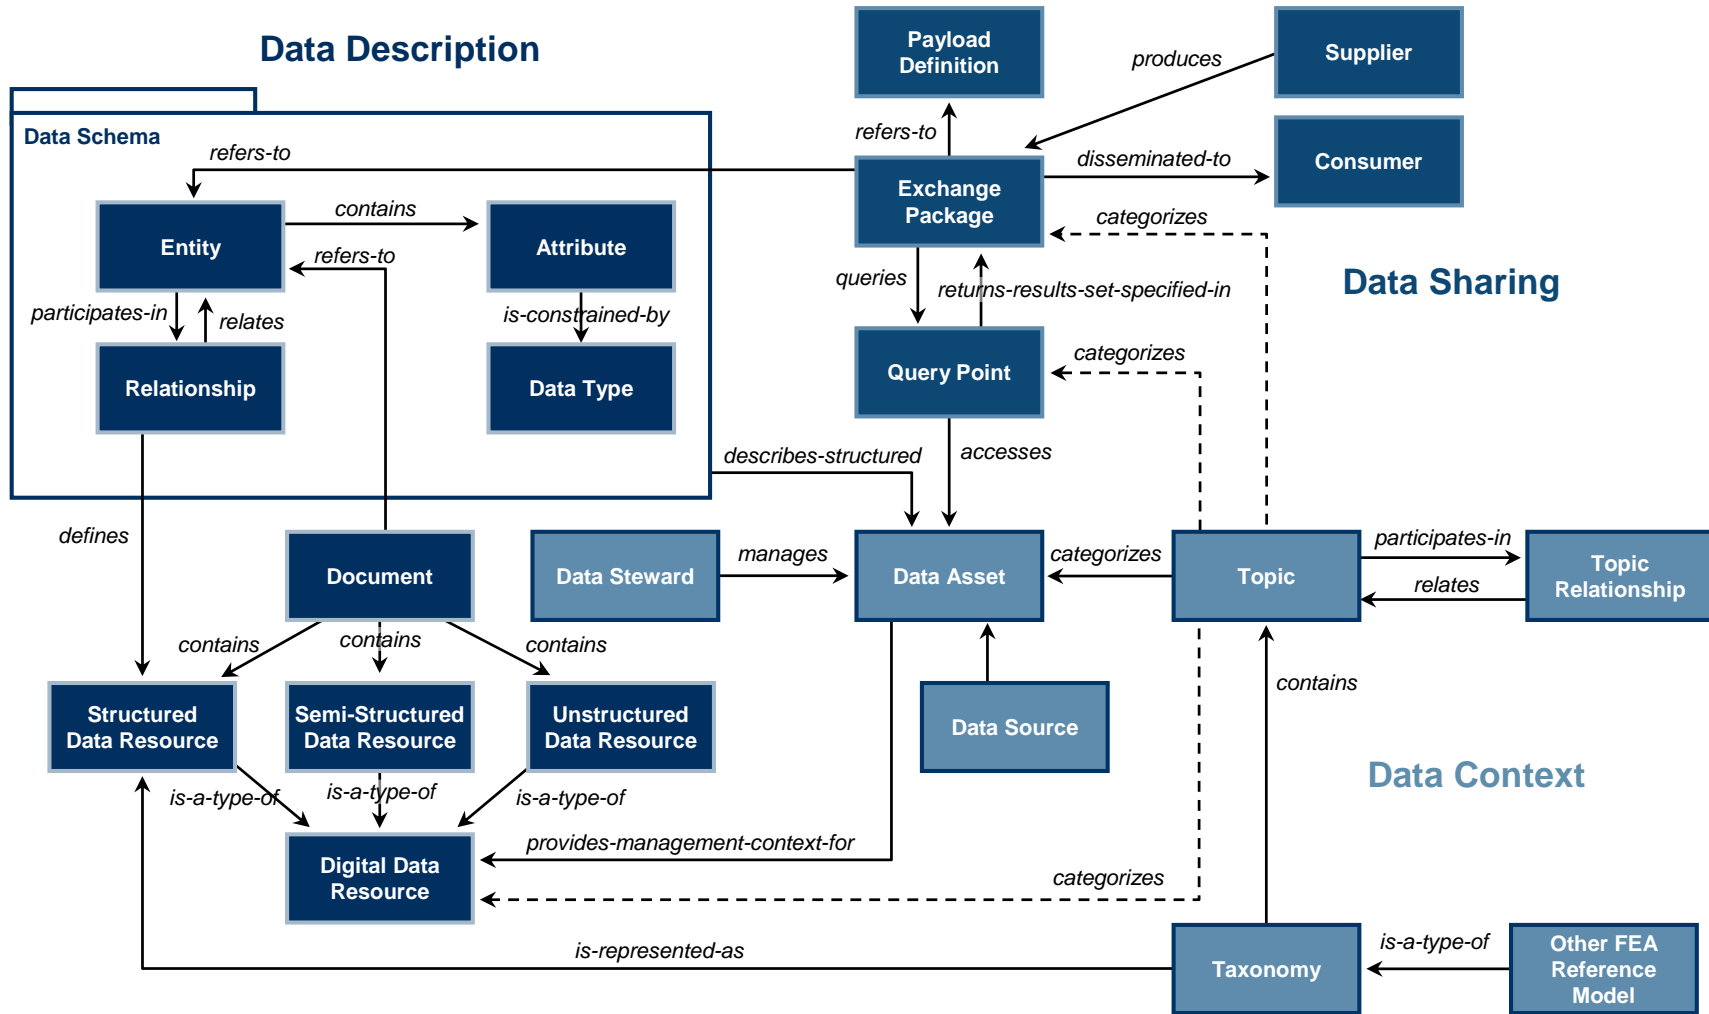 Data Description
Payload
Definition
produces
Supplier
Data Schema
refers-to
refers-to
disseminated-to
Consumer
Exchange
Package
contains
categorizes
Entity
Attribute
refers-to
queries
returns-results-set-specified-in
Data Sharing
participates-in
relates
is-constrained-by
categorizes
Relationship
Data Type
Query Point
describes-structured
accesses
defines
Document
Data Steward
manages
Data Asset
categorizes
Topic
participates-in
relates
Topic
Relationship
contains
contains
contains
contains
Structured
Data Resource
Semi-Structured
Data Resource
Unstructured
Data Resource
Data Source
Data Context
is-a-type-of
is-a-type-of
is-a-type-of
provides-management-context-for
Digital Data
Resource
categorizes
is-represented-as
Taxonomy
is-a-type-of
Other FEA
Reference
Model